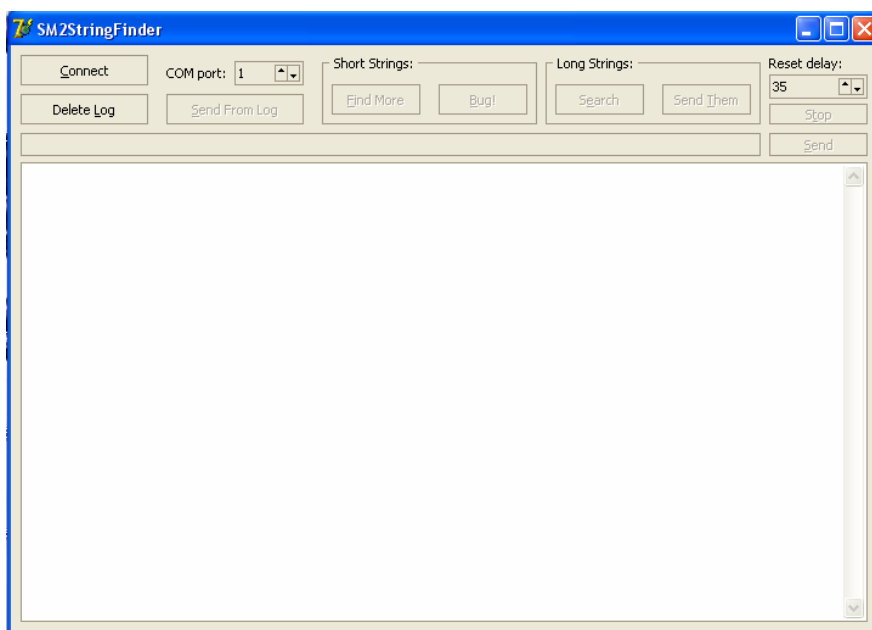 SM2StringFinder
Connect
COM port: 1
Short Strings:
Long Strings:
Reset delay:
35
Delete Log
Send From Log
Find More
Bug!
Search
Send Them
Stop
Send